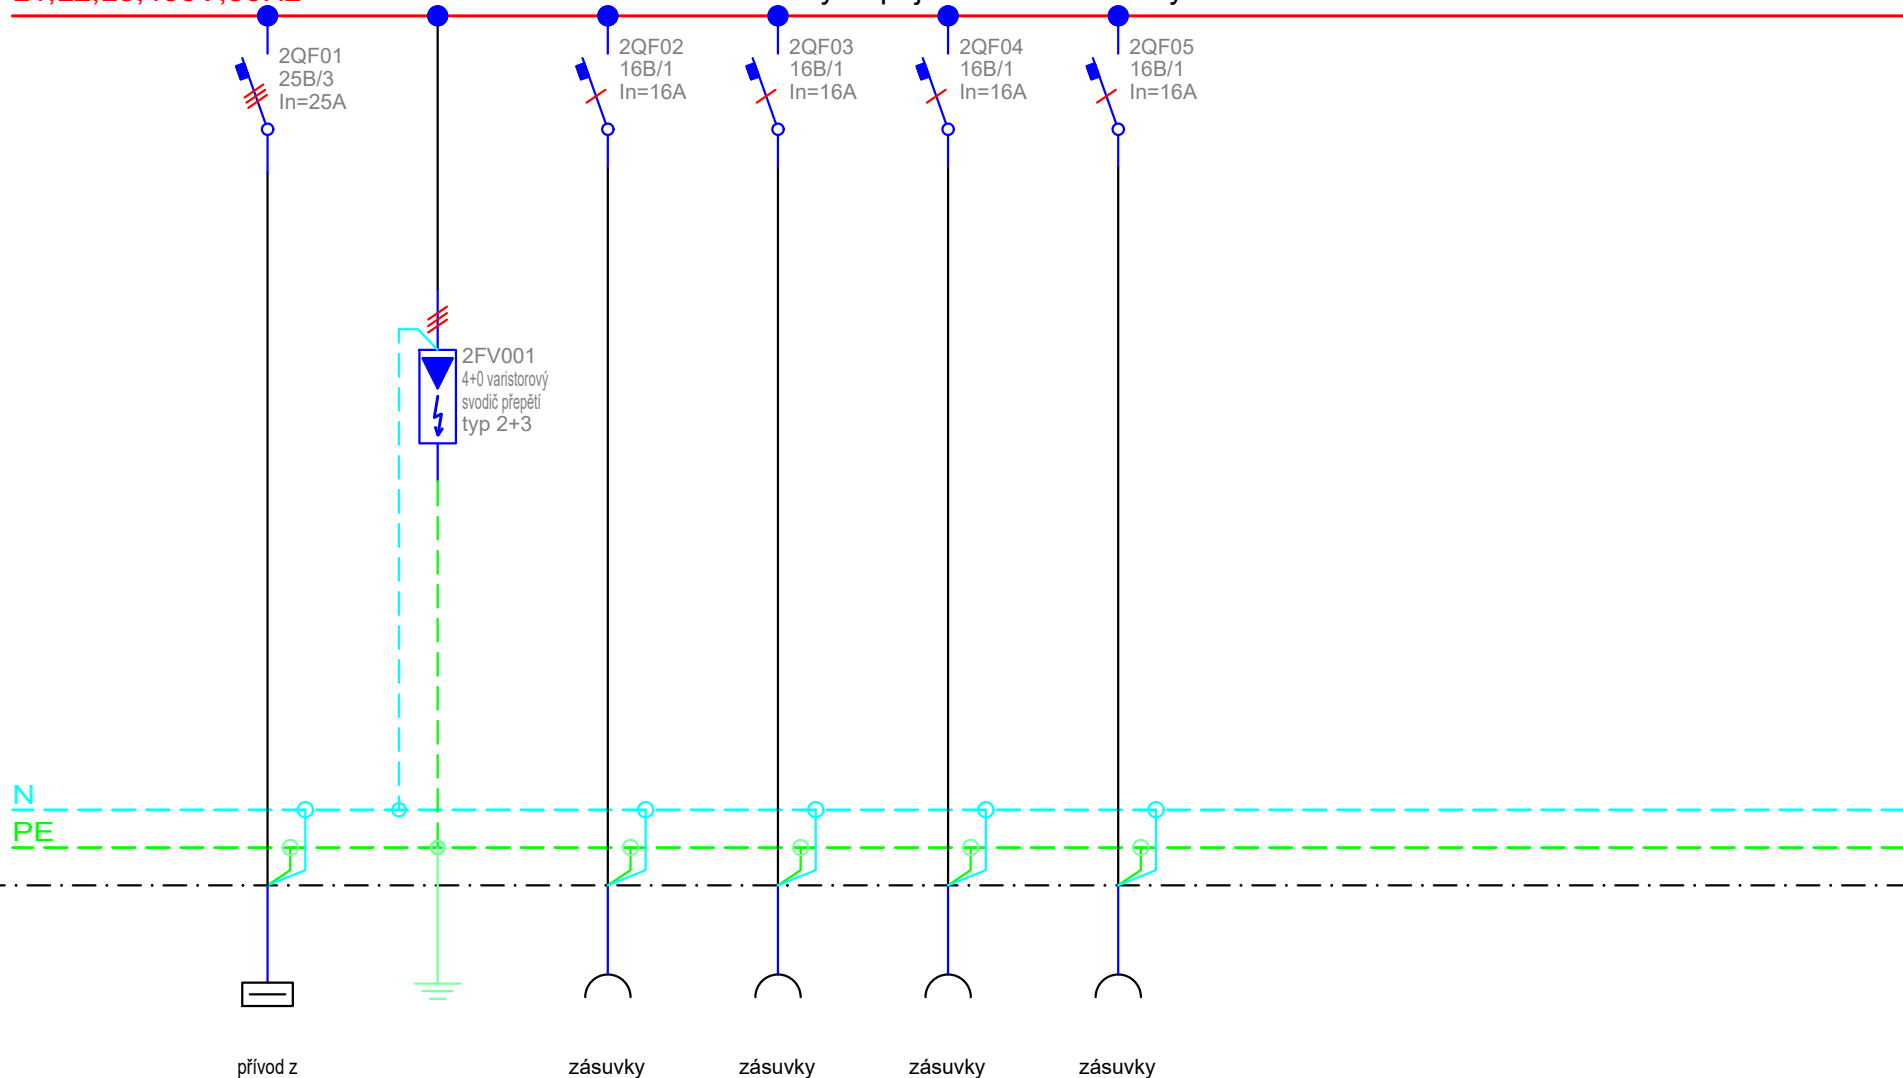 2QF01
25B/3
In=25A
2QF02
16B/1
In=16A
2QF03
16B/1
In=16A
2QF04
16B/1
In=16A
2QF05
16B/1
In=16A
2FV001
4+0 varistorový
svodič přepětí
typ 2+3
N
PE
přívod z
zásuvky
zásuvky
zásuvky
zásuvky